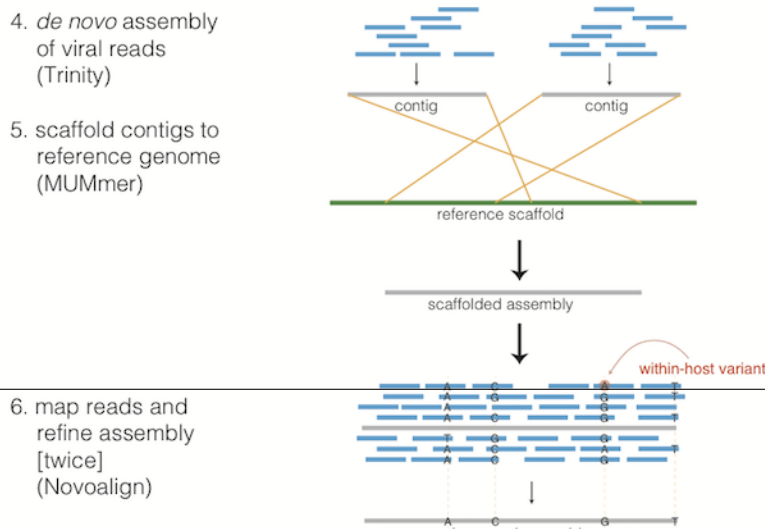 4. de novo assembly
of viral reads
(Trinity)
contig
contig
5. scaffold contigs to
reference genome
(MUMmer)
reference scaffold
scaffolded assembly
within-host variant
A C A T
6. map reads and
refine assembly
[twice]
(Novoalign)
A G G T
A G
A C G T
T G G
A C A T
A C G
A C G T